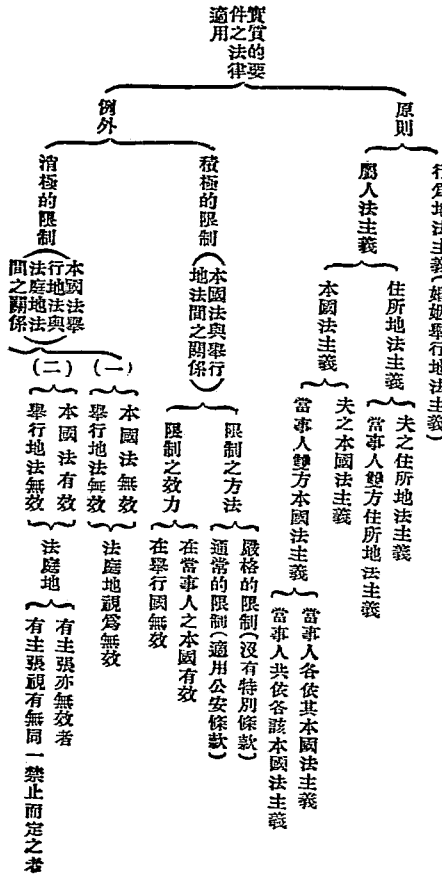 實質的要
件之法律
適用
原則
行爲地法主義(婚姻舉行地法主義)
屬人法主義
住所地法主義
夫之住所地法主義
當事人雙方住所地法主義
本國法主義
夫之本國法主義
當事人雙方本國法主義
當事人各依其本國法主義
當事人共依各該本國法主義
例外
積極的限制
(本國法與舉行
地法間之關係)
限制之方法
嚴格的限制(沒有特別條款)
通常的限制(適用公安條款)
限制之效力
在當事人之本國有效
在舉行國無效
消極的限制
(本國法舉
行地法與
法庭地法
間之關係)
(一)
本國法無效
舉行地法無效
法庭地視爲無效
(二)
本國法有效
舉行地法無效
法庭地
有主張亦無效者
有主張視有無同一禁止而定之者